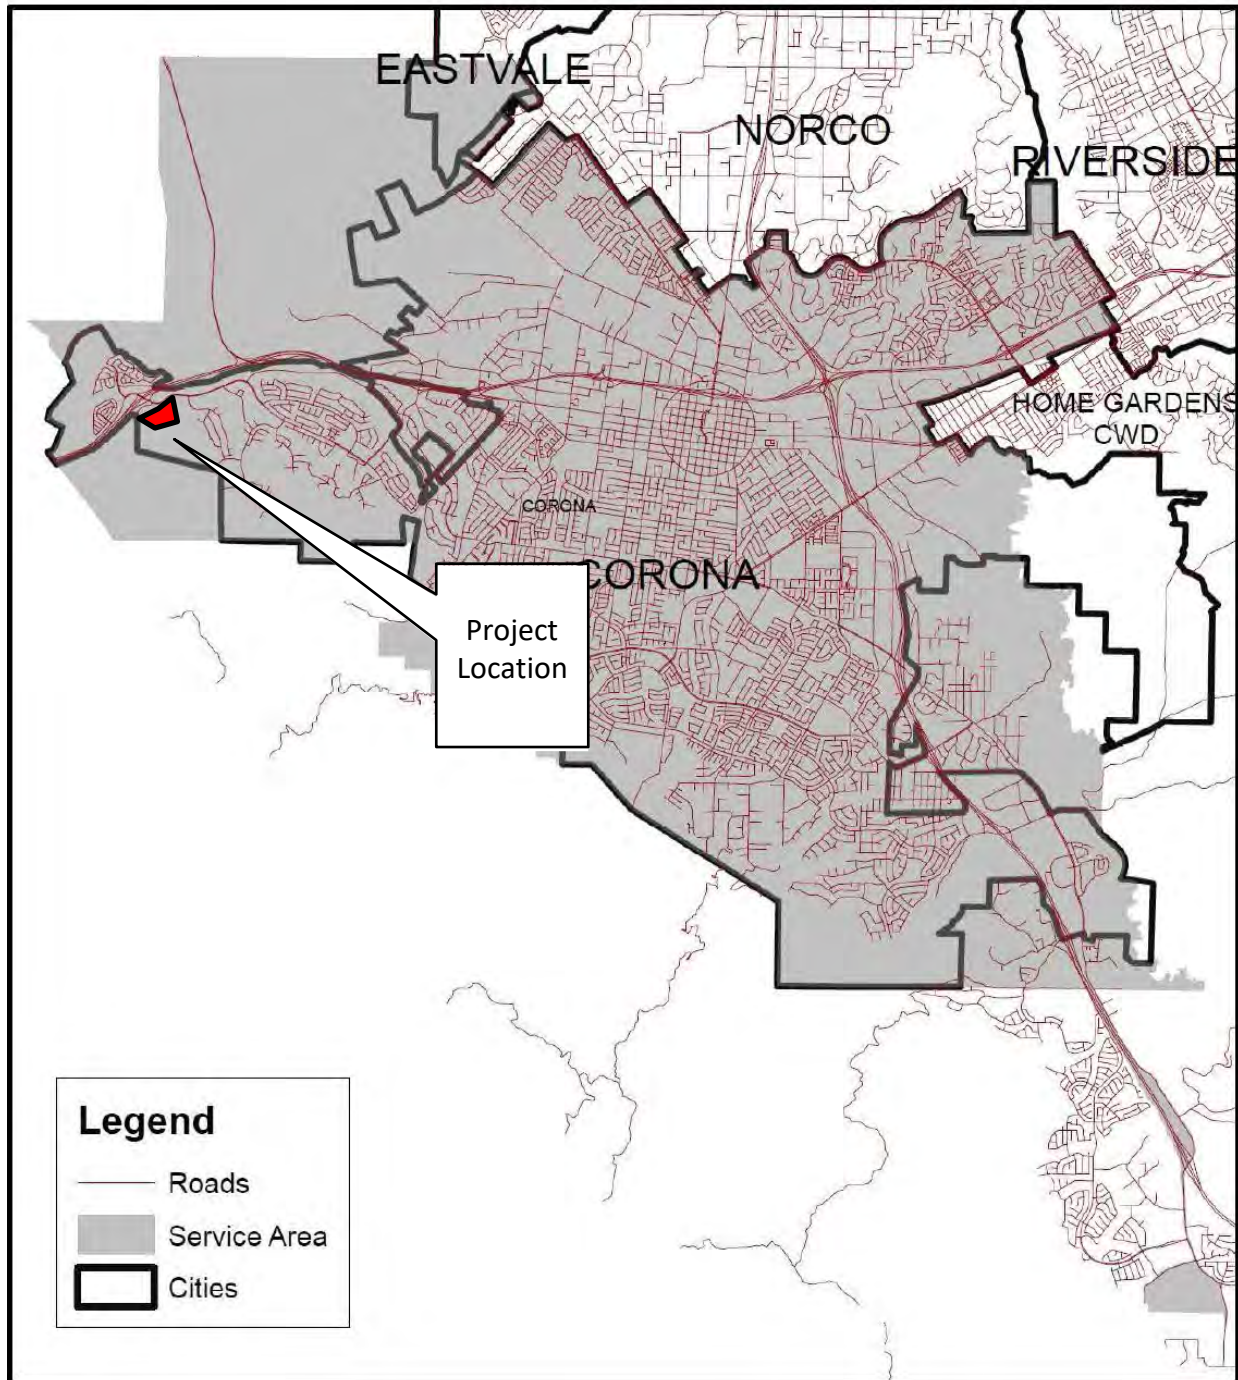 EASTVALE
NORCO
RIVERSIDE
HOME GARDENS
CWD
CORONA
CORONA
Project
Location
Legend
Roads
Service Area
Cities